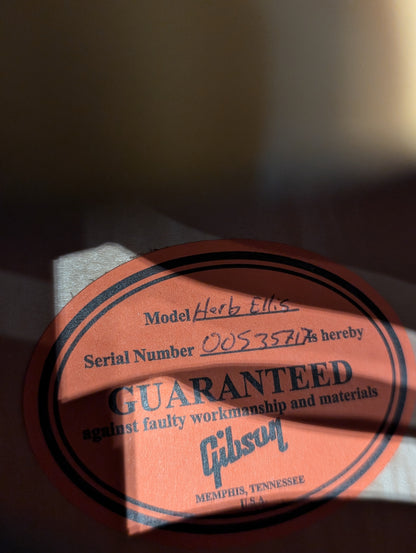 Model Herb Ellis
Serial Number 00535717 is hereby
GUARANTEED
against faulty workmanship and materials
Gibson
MEMPHIS, TENNESSEE
U.S.A.